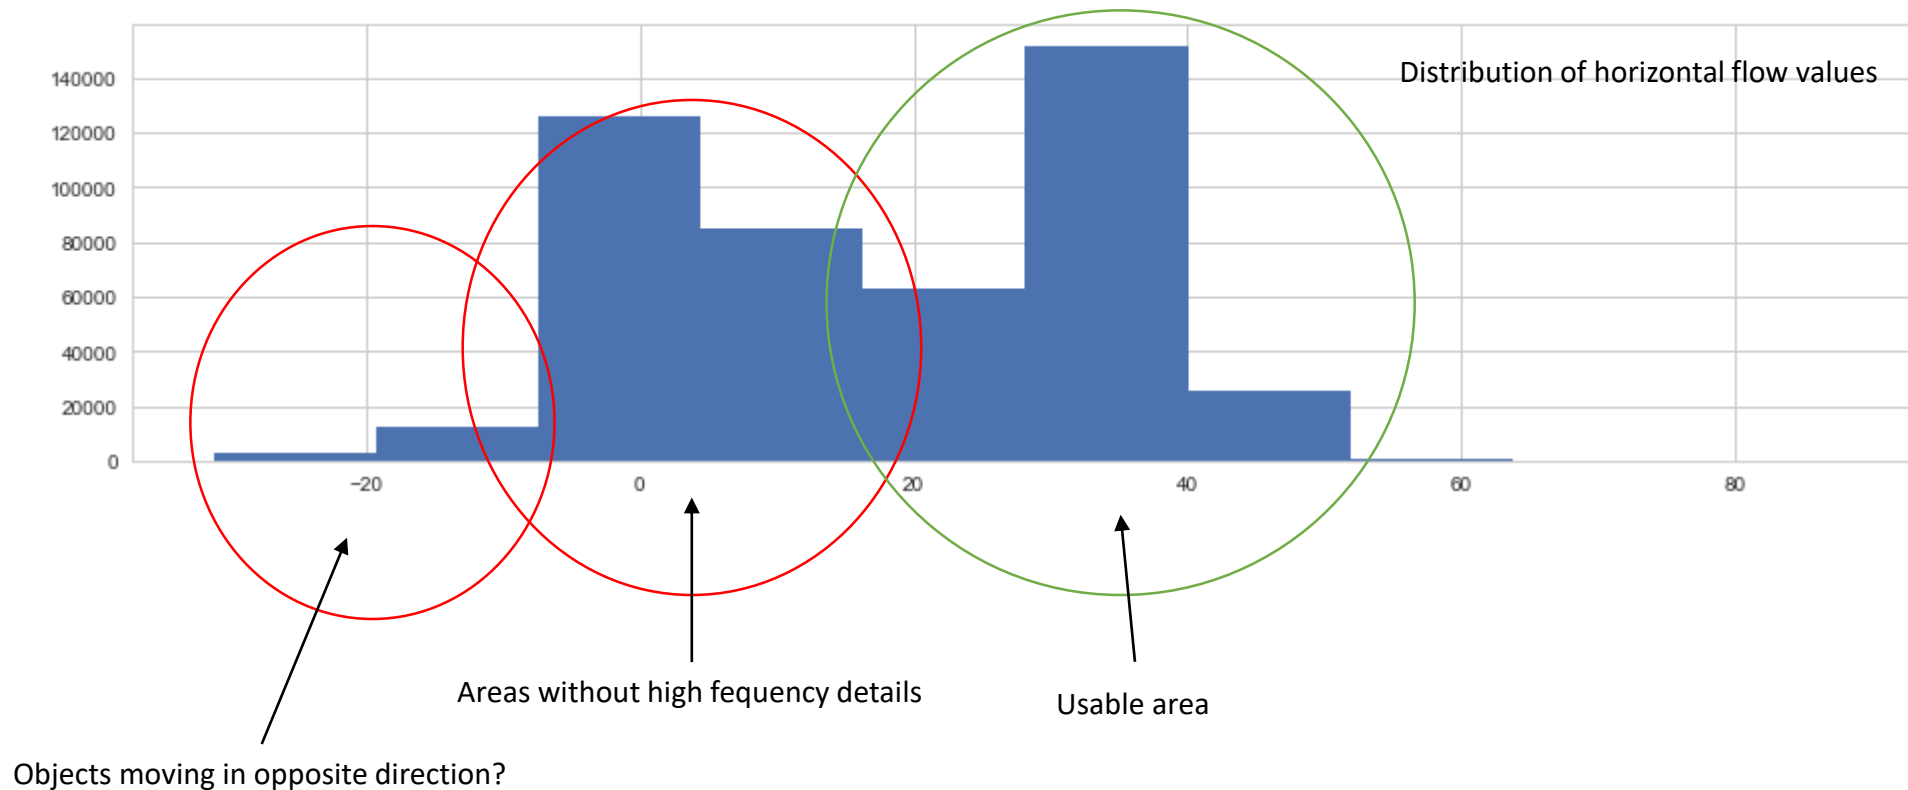 Distribution of horizontal flow values
140000
120000
100000
80000
60000
40000
20000
0
−20 0 20 40 60 80
Areas without high fequency details
Usable area
Objects moving in opposite direction?